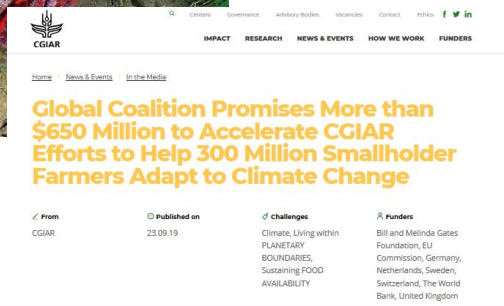 Centers Governance Advisory Bodies Vacancies Contact Ethics
CGIAR
IMPACT RESEARCH NEWS & EVENTS HOW WE WORK FUNDERS
Home News & Events In the Media
Global Coalition Promises More than
$650 Million to Accelerate CGIAR
Efforts to Help 300 Million Smallholder
Farmers Adapt to Climate Change
From
CGIAR
Published on
23.09.19
Challenges
Climate, Living within
PLANETARY
BOUNDARIES,
Sustaining FOOD
AVAILABILITY
Funders
Bill and Melinda Gates
Foundation, EU
Commission, Germany,
Netherlands, Sweden,
Switzerland, The World
Bank, United Kingdom